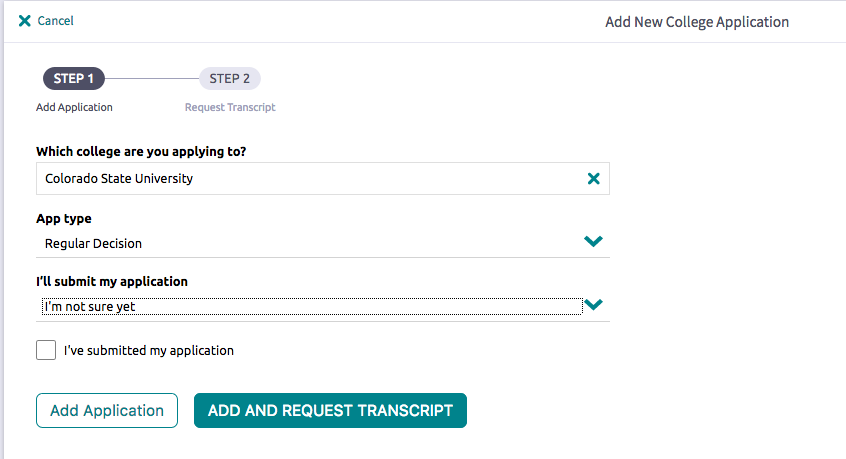 Cancel
Add New College Application
STEP 1
STEP 2
Add Application
Request Transcript
Which college are you applying to?
Colorado State University
App type
Regular Decision
I'll submit my application
I'm not sure yet
I've submitted my application
Add Application
ADD AND REQUEST TRANSCRIPT